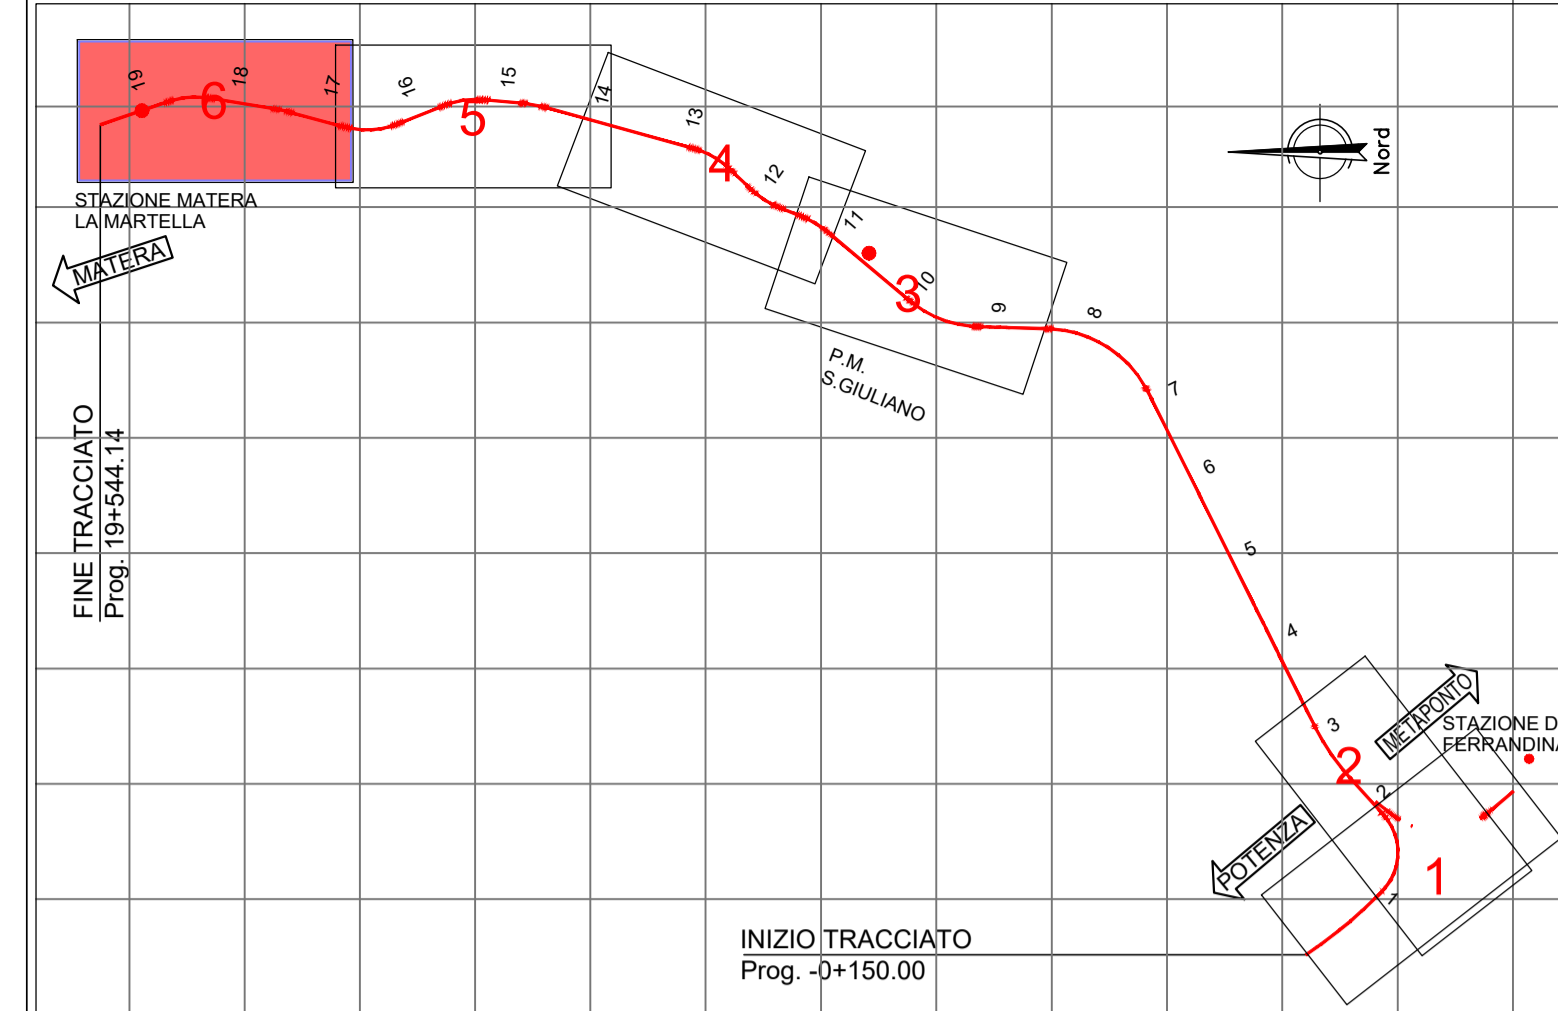 19
18
17
16
15
14
13
12
11
10
9
8
7
6
5
4
3
2
1
6
5
4
3
2
1
Nord
STAZIONE MATERA
LA MARTELLA
MATERA
P.M.
S.GIULIANO
FINE TRACCIATO
Prog. 19+544.14
METAPONTO
STAZIONE D
FERRANDINA
POTENZA
INIZIO TRACCIATO
Prog. -0+150.00